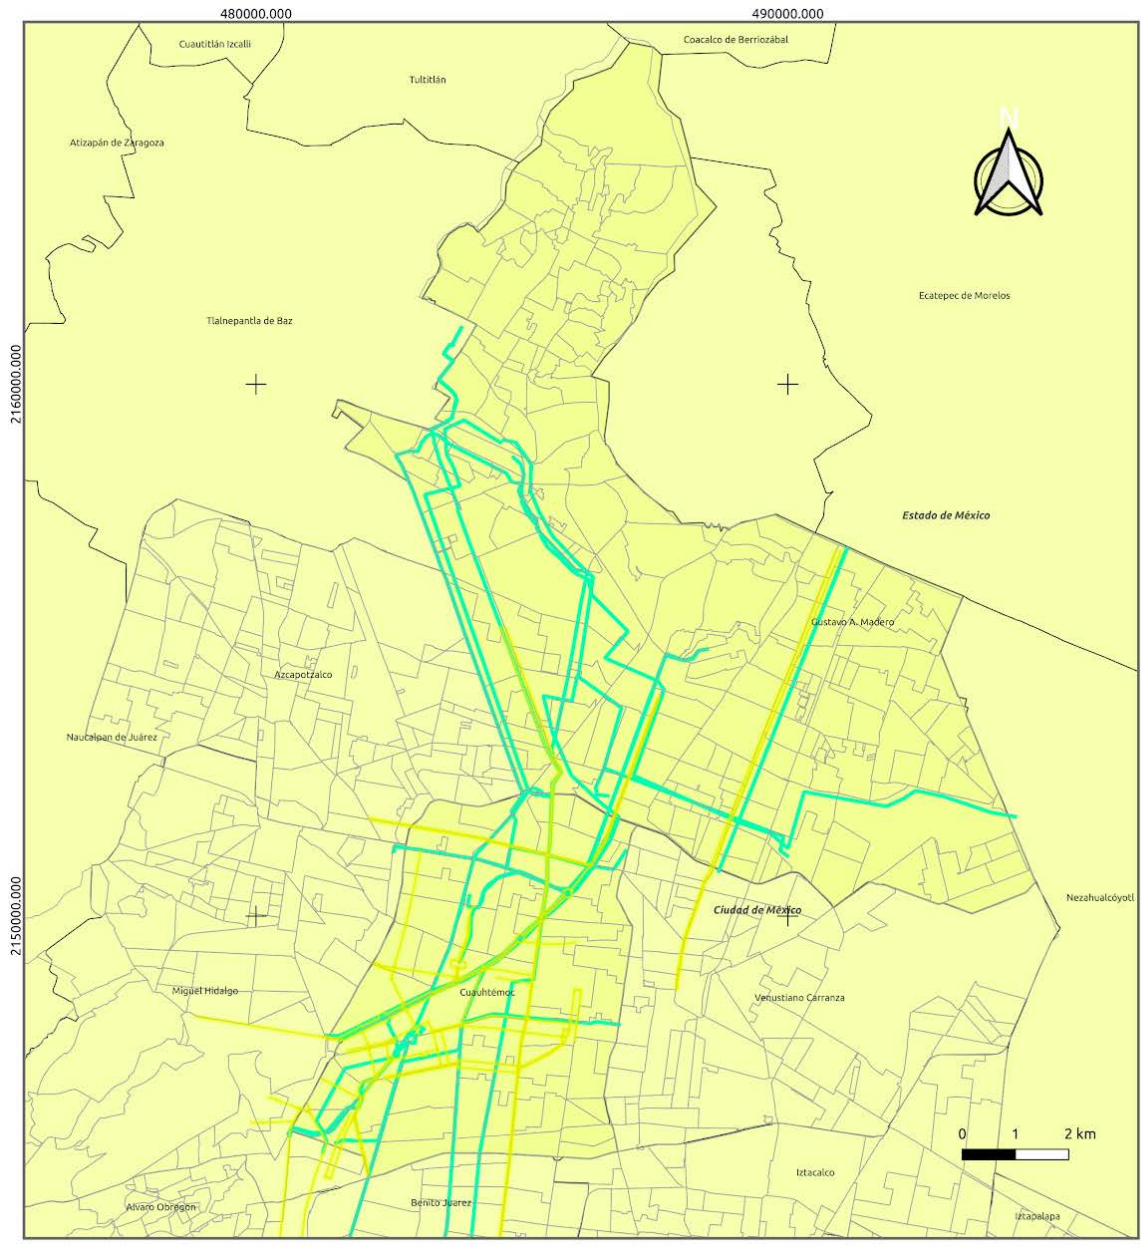 480000.000
490000.000
Cuautitlán Izcalli
Coacalco de Berriozábal
Tultitlán
N
Atizapán de Zaragoza
Ecatepec de Morelos
Tlalnepantla de Baz
2160000.000
Estado de México
Gustavo A. Madero
Azcapotzalco
Naucalpan de Juárez
2150000.000
Nezahualcóyotl
Ciudad de México
Miguel Hidalgo
Cuauhtémoc
Venustiano Carranza
0 1 2 km
Iztacalco
Alvaro Obregón
Benito Juarez
Iztapalapa